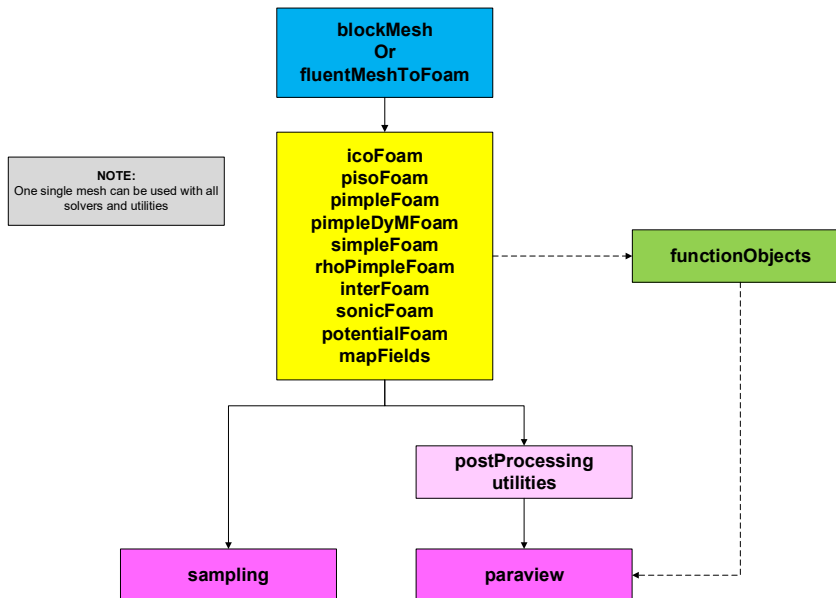 blockMesh
Or
fluentMeshToFoam
NOTE:
One single mesh can be used with all
solvers and utilities
icoFoam
pisoFoam
pimpleFoam
pimpleDyMFoam
simpleFoam
rhoPimpleFoam
interFoam
sonicFoam
potentialFoam
mapFields
functionObjects
postProcessing
utilities
sampling
paraview